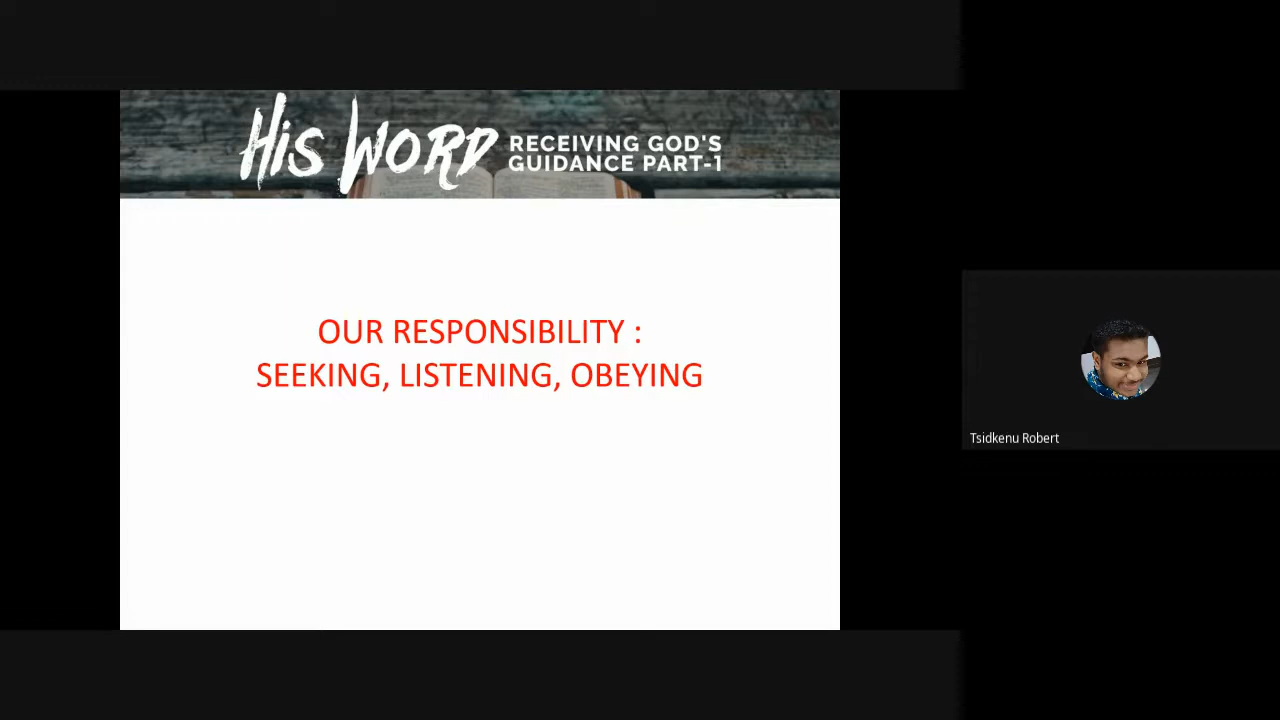 His Word
RECEIVING GOD'S
GUIDANCE PART-1
OUR RESPONSIBILITY :
SEEKING, LISTENING, OBEYING
Tsidkenu Robert